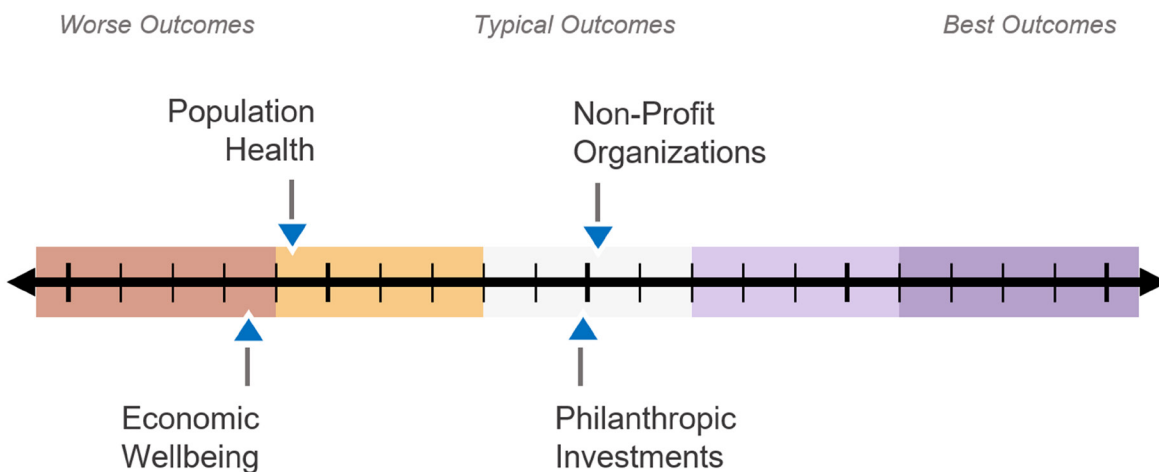 Worse Outcomes
Typical Outcomes
Best Outcomes
Population
Health
Non-Profit
Organizations
Economic
Wellbeing
Philanthropic
Investments